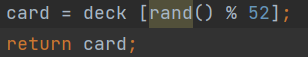 card = deck [rand() % 52];
return card;